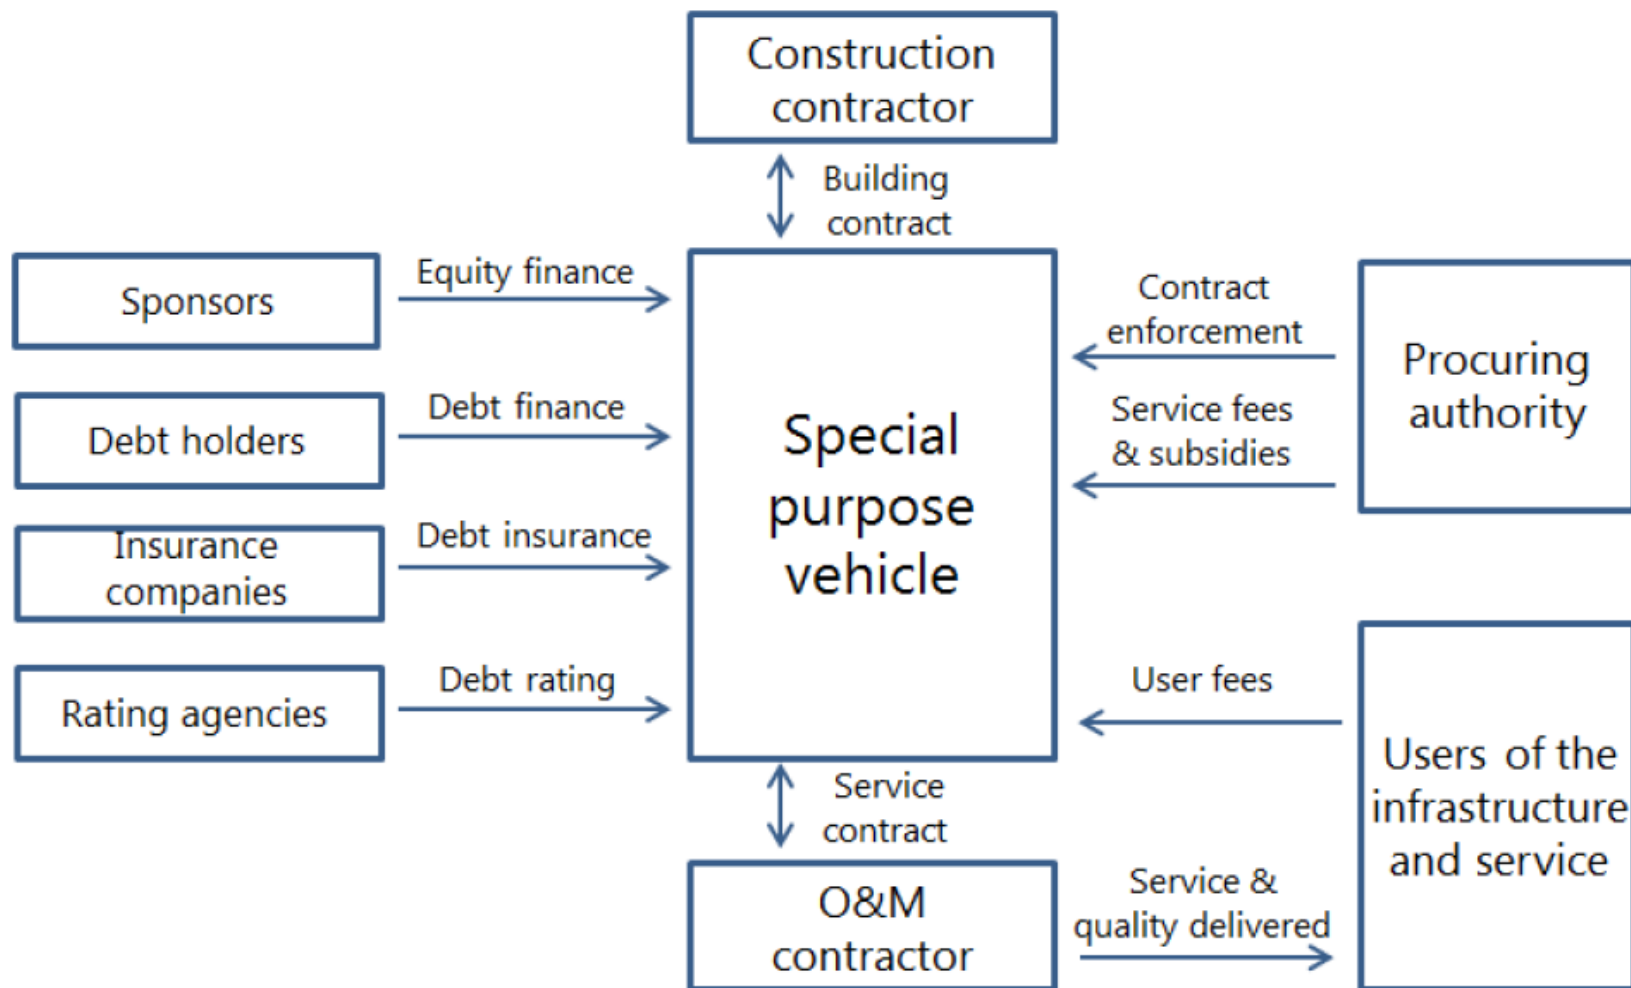 Construction
contractor
Building
contract
Sponsors
Equity finance
Debt holders
Debt finance
Insurance
companies
Debt insurance
Rating agencies
Debt rating
Special
purpose
vehicle
Contract
enforcement
Service fees
& subsidies
Procuring
authority
User fees
Users of the
infrastructure
and service
Service
contract
O&M
contractor
Service &
quality delivered